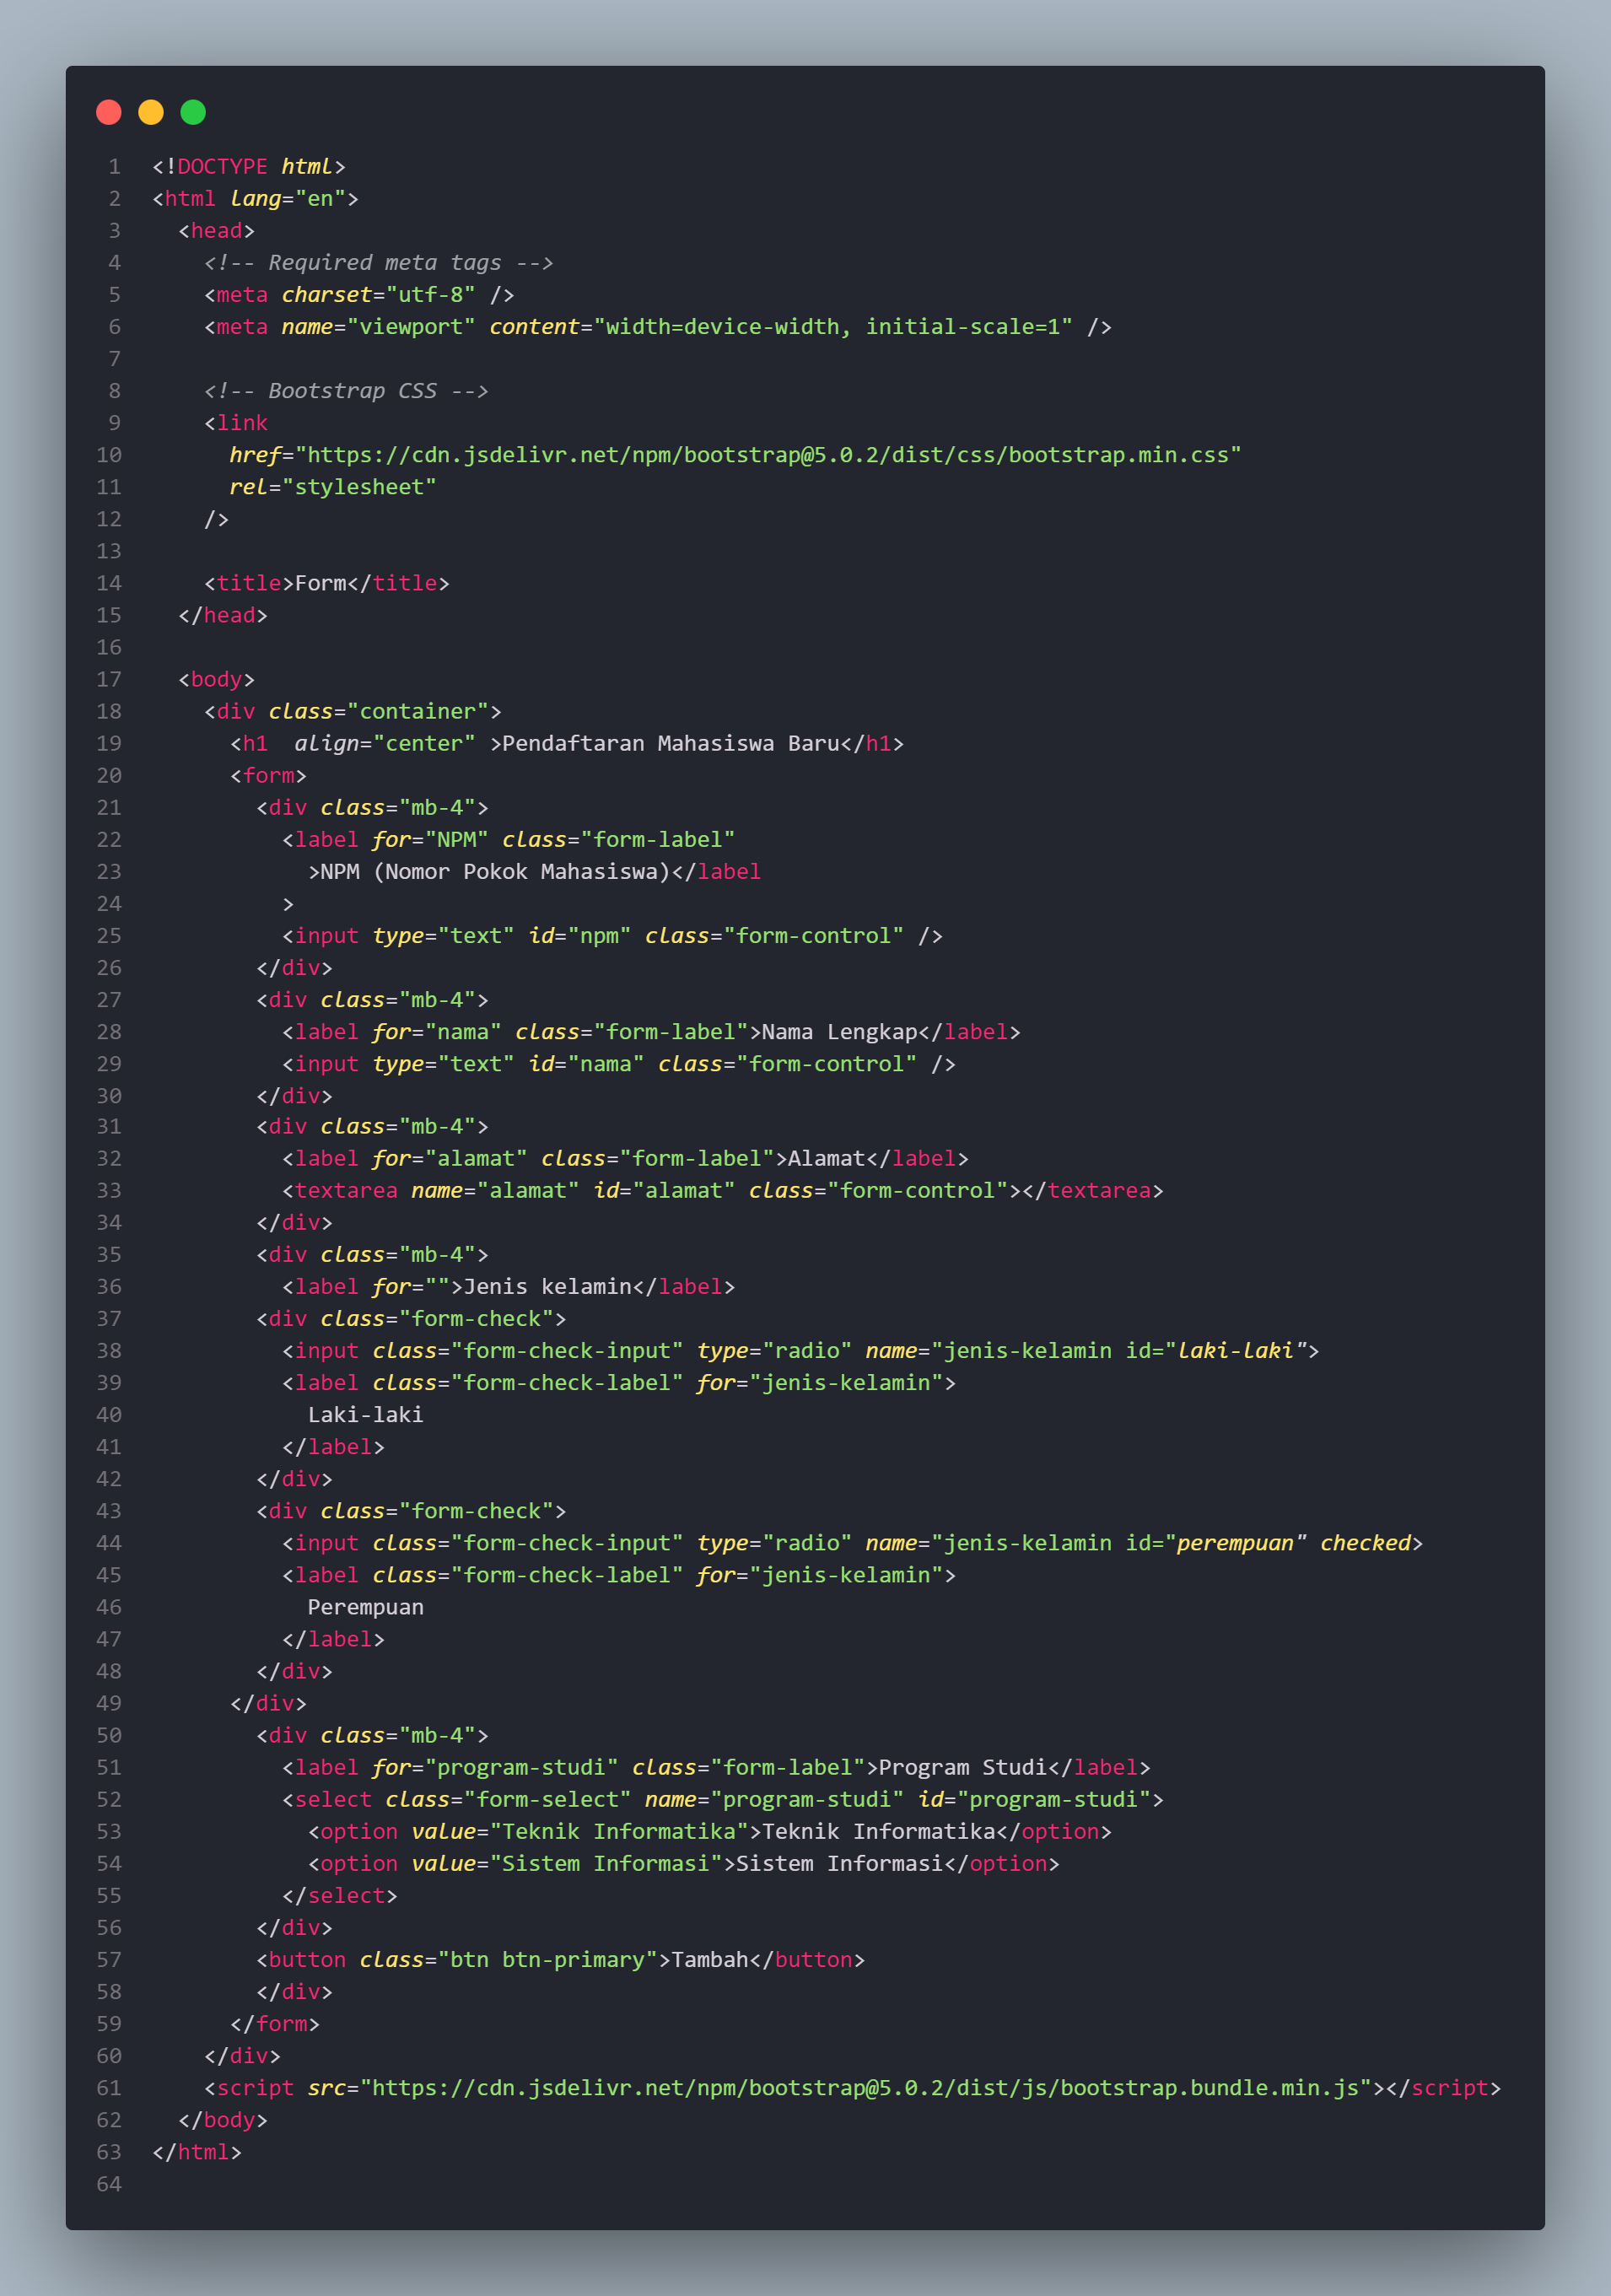 1 <!DOCTYPE html>
2 <html lang="en">
3   <head>
4     <!-- Required meta tags -->
5     <meta charset="utf-8" />
6     <meta name="viewport" content="width=device-width, initial-scale=1" />
7
8     <!-- Bootstrap CSS -->
9     <link
10       href="https://cdn.jsdelivr.net/npm/bootstrap@5.0.2/dist/css/bootstrap.min.css"
11       rel="stylesheet"
12     />
13
14     <title>Form</title>
15   </head>
16
17   <body>
18     <div class="container">
19       <h1  align="center" >Pendaftaran Mahasiswa Baru</h1>
20       <form>
21         <div class="mb-4">
22           <label for="NPM" class="form-label"
23             >NPM (Nomor Pokok Mahasiswa)</label
24           >
25           <input type="text" id="npm" class="form-control" />
26         </div>
27         <div class="mb-4">
28           <label for="nama" class="form-label">Nama Lengkap</label>
29           <input type="text" id="nama" class="form-control" />
30         </div>
31         <div class="mb-4">
32           <label for="alamat" class="form-label">Alamat</label>
33           <textarea name="alamat" id="alamat" class="form-control"></textarea>
34         </div>
35         <div class="mb-4">
36           <label for="">Jenis kelamin</label>
37         <div class="form-check">
38           <input class="form-check-input" type="radio" name="jenis-kelamin id="laki-laki">
39           <label class="form-check-label" for="jenis-kelamin">
40             Laki-laki
41           </label>
42         </div>
43         <div class="form-check">
44           <input class="form-check-input" type="radio" name="jenis-kelamin id="perempuan" checked>
45           <label class="form-check-label" for="jenis-kelamin">
46             Perempuan
47           </label>
48         </div>
49       </div>
50         <div class="mb-4">
51           <label for="program-studi" class="form-label">Program Studi</label>
52           <select class="form-select" name="program-studi" id="program-studi">
53             <option value="Teknik Informatika">Teknik Informatika</option>
54             <option value="Sistem Informasi">Sistem Informasi</option>
55           </select>
56         </div>
57         <button class="btn btn-primary">Tambah</button>
58         </div>
59       </form>
60     </div>
61     <script src="https://cdn.jsdelivr.net/npm/bootstrap@5.0.2/dist/js/bootstrap.bundle.min.js"></script>
62   </body>
63 </html>
64